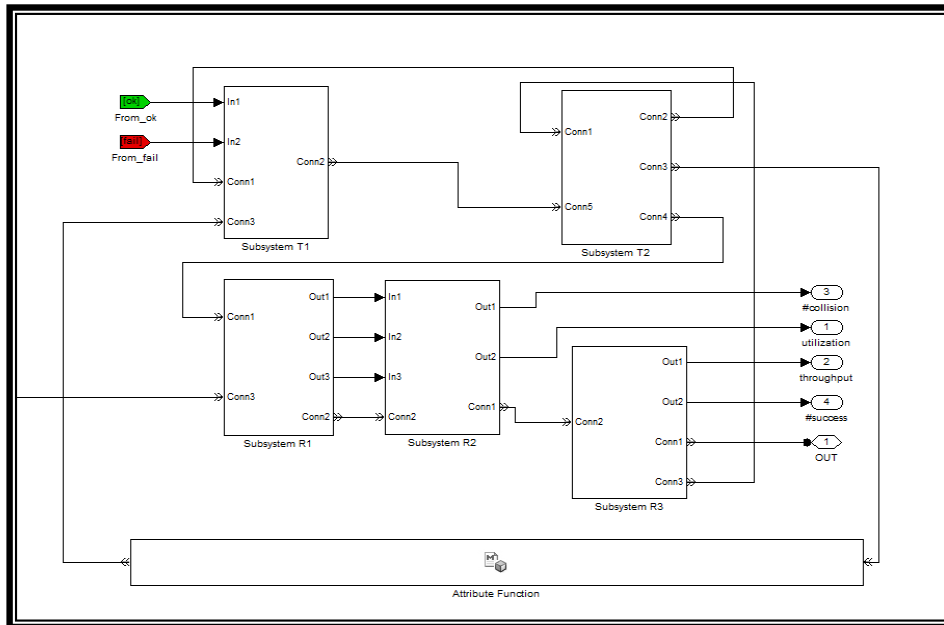 [ok]
From_ok
[fail]
From_fail
In1
In2
Conn1
Conn3
Conn2
Subsystem T1
Conn1
Conn5
Conn2
Conn3
Conn4
Subsystem T2
Conn1
Conn3
Out1
Out2
Out3
Conn2
Subsystem R1
In1
In2
In3
Conn2
Out1
Out2
Conn1
Subsystem R2
Conn2
Out1
Out2
Conn1
Conn3
Subsystem R3
3
#collision
1
utilization
2
throughput
4
#success
1
OUT
M
Attribute Function